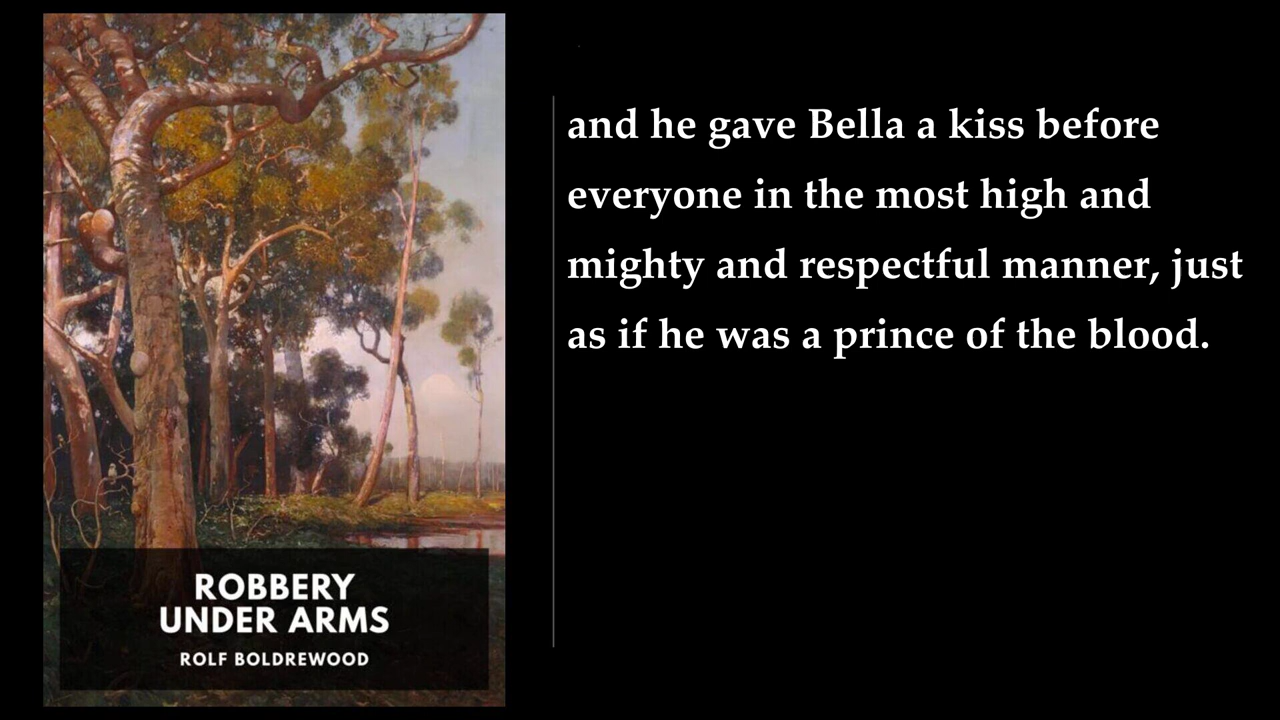 and he gave Bella a kiss before
everyone in the most high and
mighty and respectful manner, just
as if he was a prince of the blood.
ROBBERY
UNDER ARMS
ROLF BOLDREWOOD